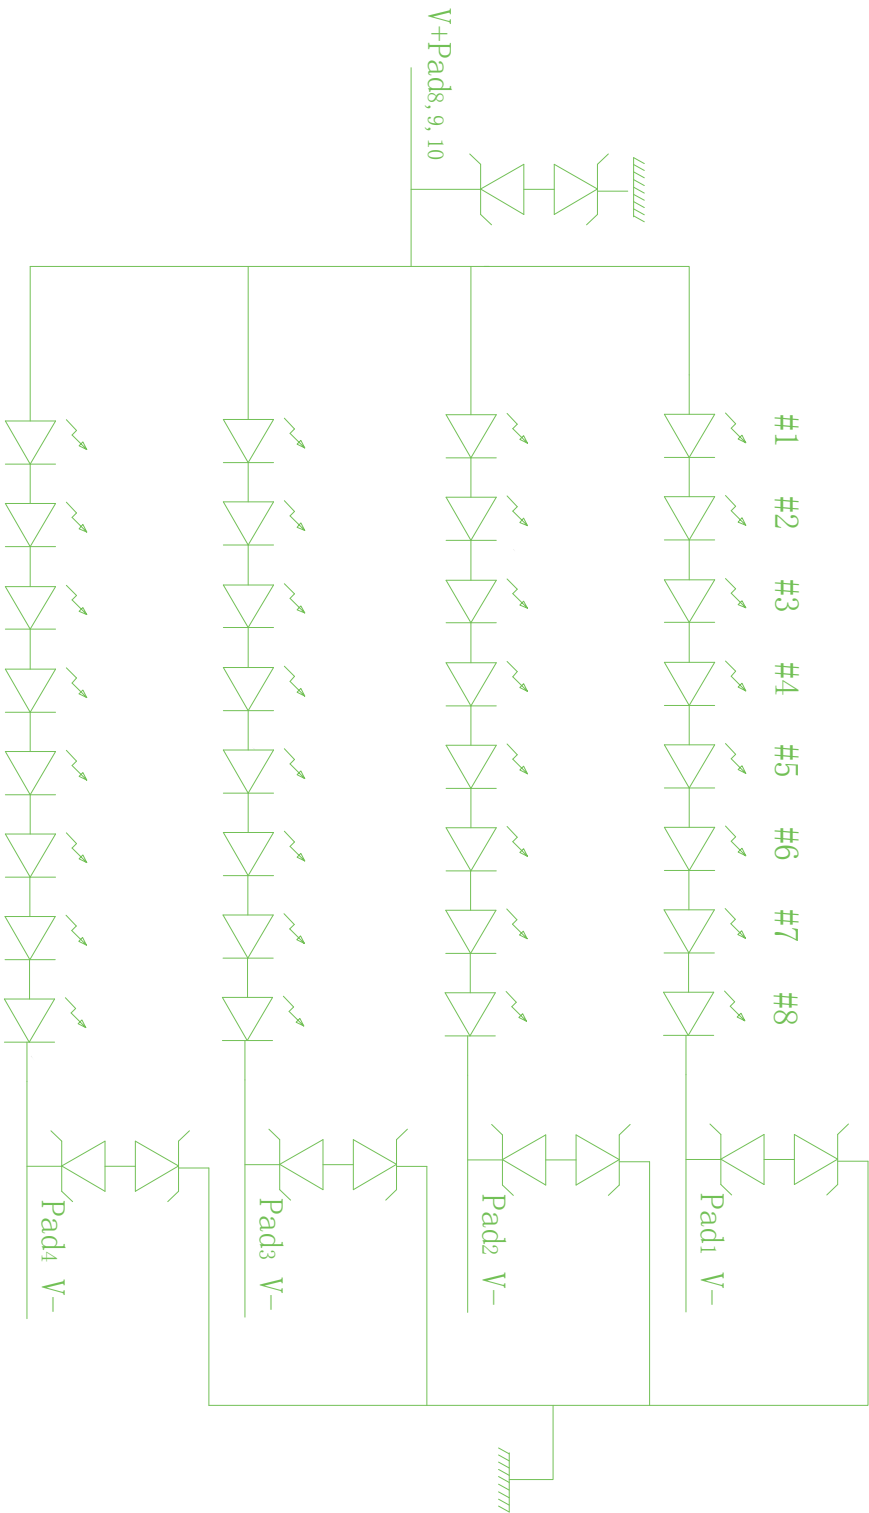 V+Pad8,9,10
#1
#2
#3
#4
#5
#6
#7
#8
Pad4 V-
Pad3 V-
Pad2 V-
Pad1 V-